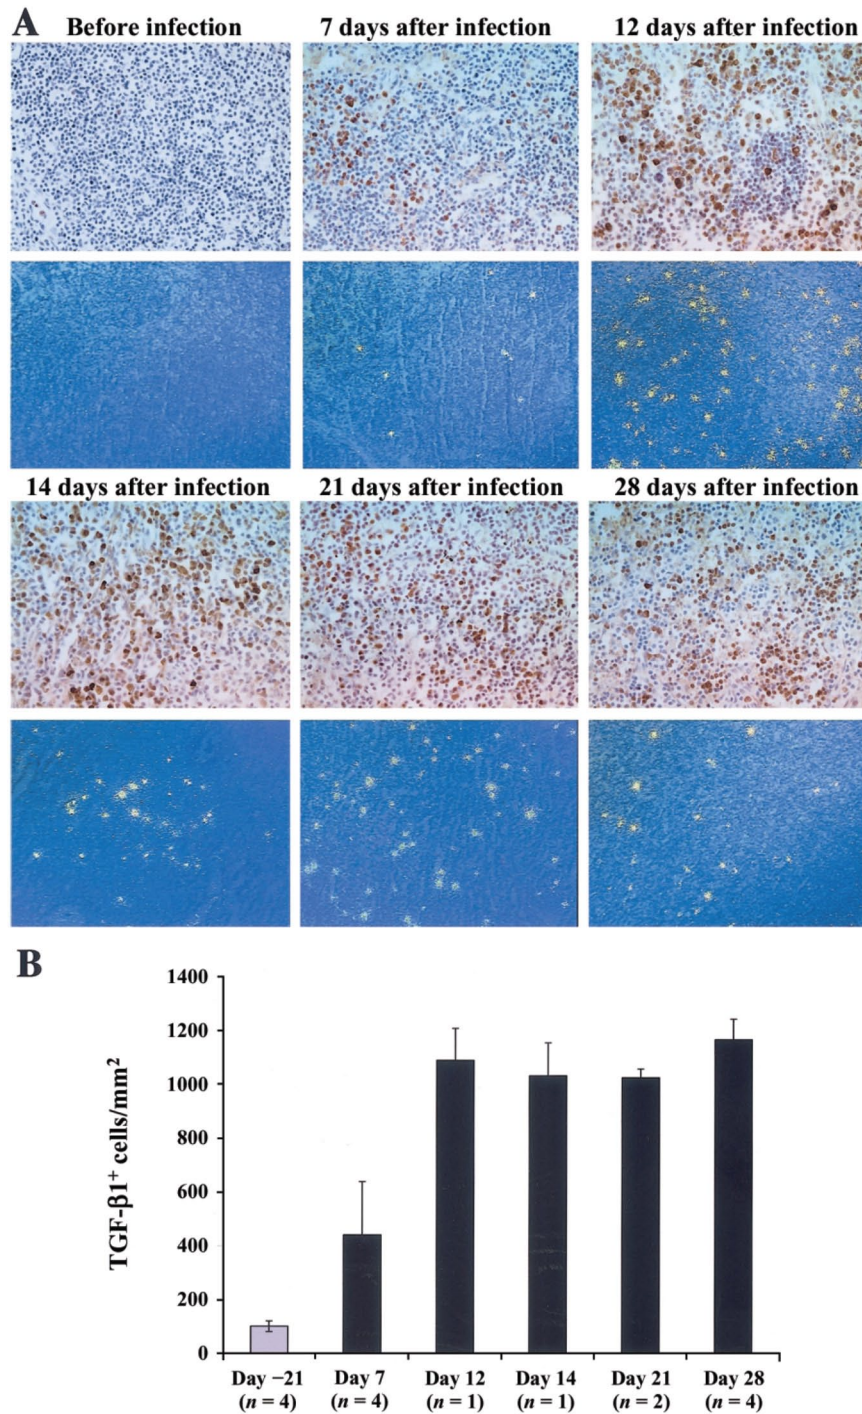 A
Before infection 7 days after infection 12 days after infection
14 days after infection 21 days after infection 28 days after infection
B
TGF-β1⁺ cells/mm²
1400
1200
1000
800
600
400
200
0
Day −21 Day 7 Day 12 Day 14 Day 21 Day 28
(n = 4) (n = 4) (n = 1) (n = 1) (n = 2) (n = 4)